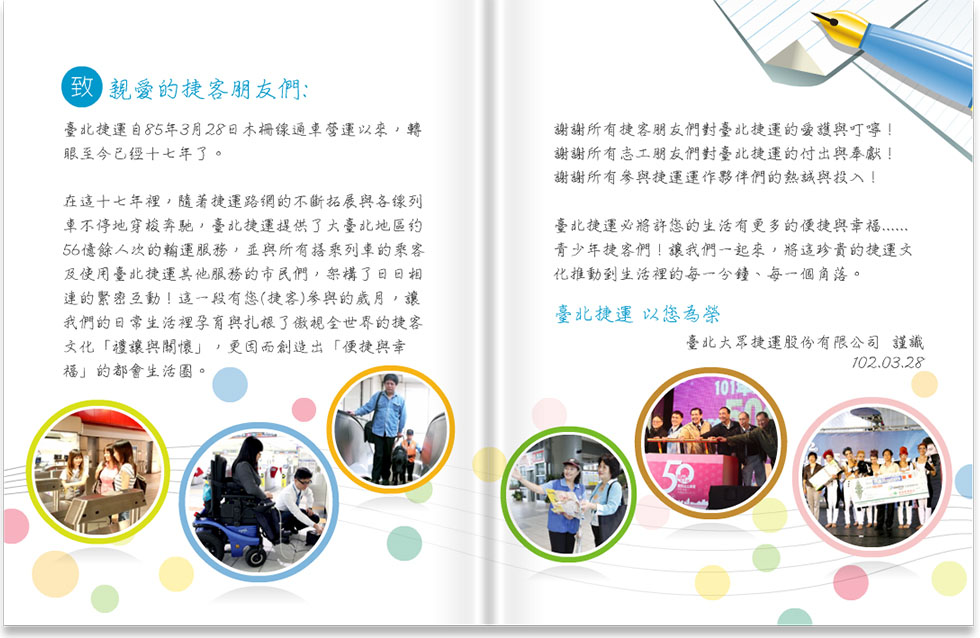 致 親愛的捷客朋友們:
臺北捷運自85年3月28日木柵線通車營運以來，轉
眼至今已經十七年了。
在這十七年裡，隨著捷運路網的不斷拓展與各線列
車不停地穿梭奔馳，臺北捷運提供了大臺北地區約
56億餘人次的輸運服務，並與所有搭乘列車的乘客
及使用臺北捷運其他服務的市民們，架構了日日相
連的緊密互動！這一段有您(捷客)參與的歲月，讓
我們的日常生活裡孕育與扎根了傲視全世界的捷客
文化「禮讓與關懷」，更因而創造出「便捷與幸
福」的都會生活圈。
謝謝所有捷客朋友們對臺北捷運的愛護與叮嚀！
謝謝所有志工朋友們對臺北捷運的付出與奉獻！
謝謝所有參與捷運運作夥伴們的熱誠與投入！
臺北捷運必將許您的生活有更多的便捷與幸福......
青少年捷客們！讓我們一起來，將這珍貴的捷運文
化推動到生活裡的每一分鐘、每一個角落。
臺北捷運 以您為榮
臺北大眾捷運股份有限公司 謹識
102.03.28
101年
50